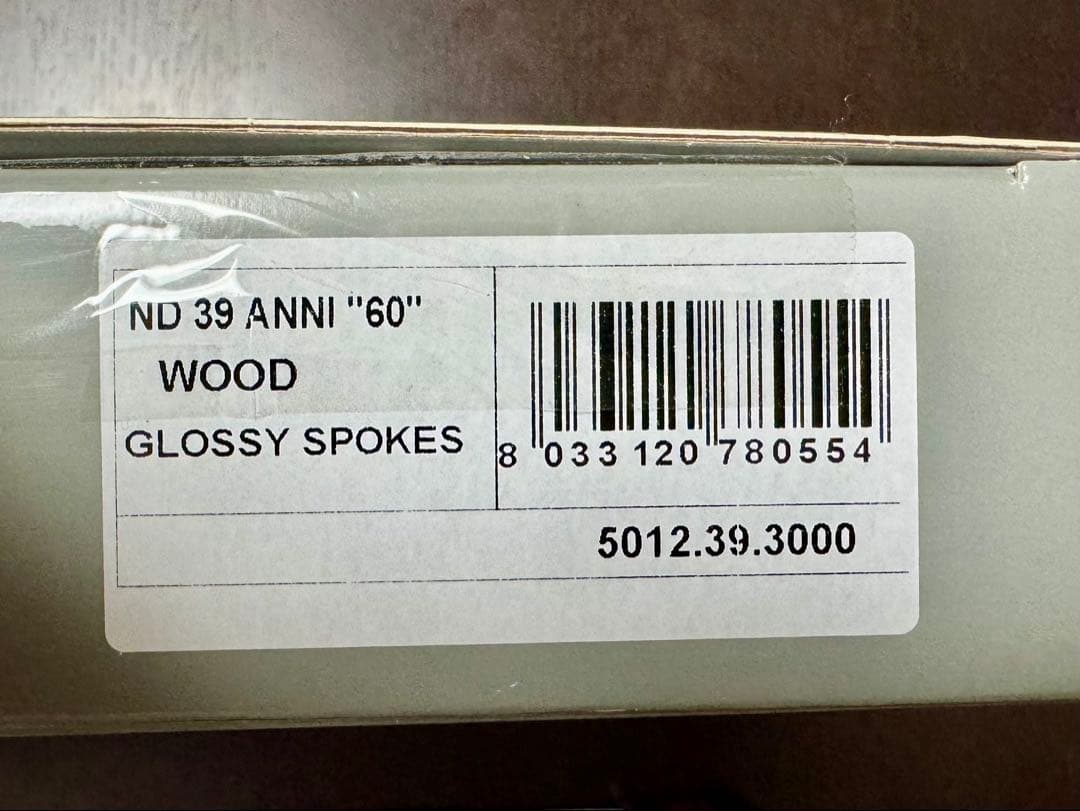 ND 39 ANNI "60"
WOOD
GLOSSY SPOKES
8 033120 780554
5012.39.3000